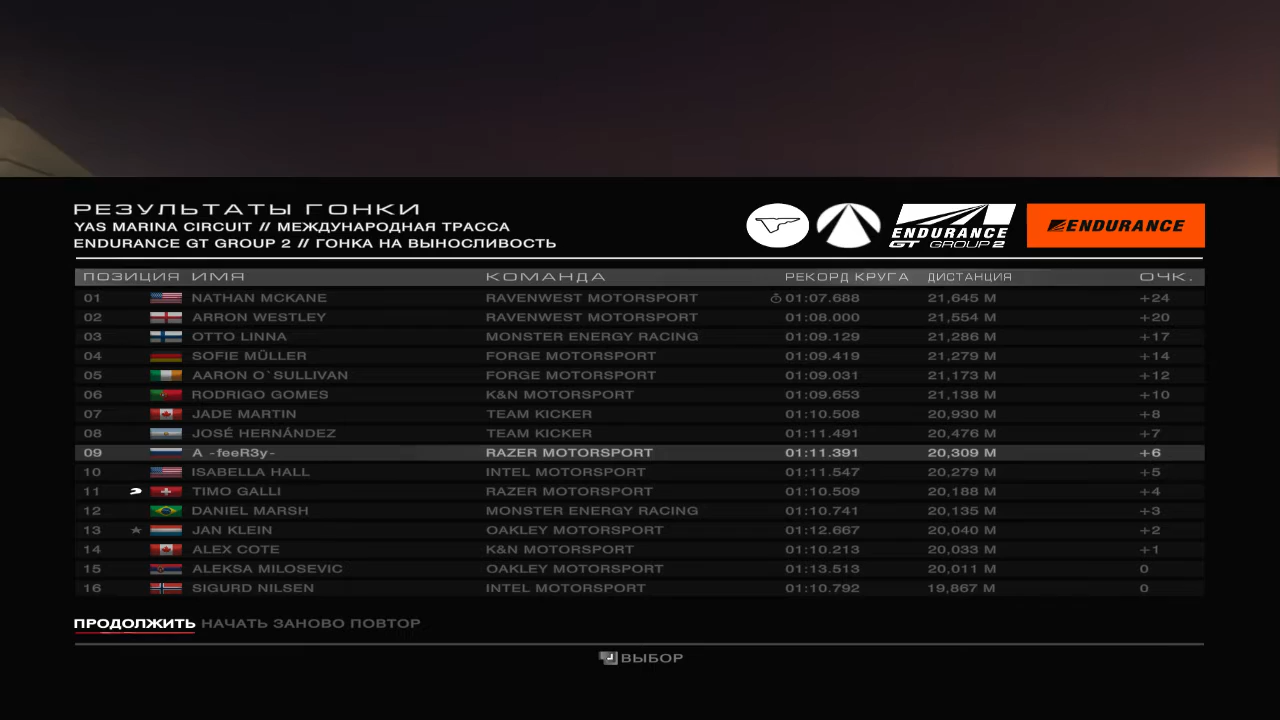 РЕЗУЛЬТАТЫ ГОНКИ
YAS MARINA CIRCUIT // МЕЖДУНАРОДНАЯ ТРАССА
ENDURANCE GT GROUP 2 // ГОНКА НА ВЫНОСЛИВОСТЬ
ENDURANCE
GT GROUP 2
ENDURANCE
ПОЗИЦИЯ ИМЯ КОМАНДА РЕКОРД КРУГА ДИСТАНЦИЯ ОЧК.
01 NATHAN MCKANE RAVENWEST MOTORSPORT 01:07.688 21,645 M +24
02 ARRON WESTLEY RAVENWEST MOTORSPORT 01:08.000 21,554 M +20
03 OTTO LINNA MONSTER ENERGY RACING 01:09.129 21,286 M +17
04 SOFIE MÜLLER FORGE MOTORSPORT 01:09.419 21,279 M +14
05 AARON O`SULLIVAN FORGE MOTORSPORT 01:09.031 21,173 M +12
06 RODRIGO GOMES K&N MOTORSPORT 01:09.653 21,138 M +10
07 JADE MARTIN TEAM KICKER 01:10.508 20,930 M +8
08 JOSÉ HERNÁNDEZ TEAM KICKER 01:11.491 20,476 M +7
09 A -feeR3y- RAZER MOTORSPORT 01:11.391 20,309 M +6
10 ISABELLA HALL INTEL MOTORSPORT 01:11.547 20,279 M +5
11 TIMO GALLI RAZER MOTORSPORT 01:10.509 20,188 M +4
12 DANIEL MARSH MONSTER ENERGY RACING 01:10.741 20,135 M +3
13 JAN KLEIN OAKLEY MOTORSPORT 01:12.667 20,040 M +2
14 ALEX COTE K&N MOTORSPORT 01:10.213 20,033 M +1
15 ALEKSA MILOSEVIC OAKLEY MOTORSPORT 01:13.513 20,011 M 0
16 SIGURD NILSEN INTEL MOTORSPORT 01:10.792 19,867 M 0
ПРОДОЛЖИТЬ НАЧАТЬ ЗАНОВО ПОВТОР
ВЫБОР